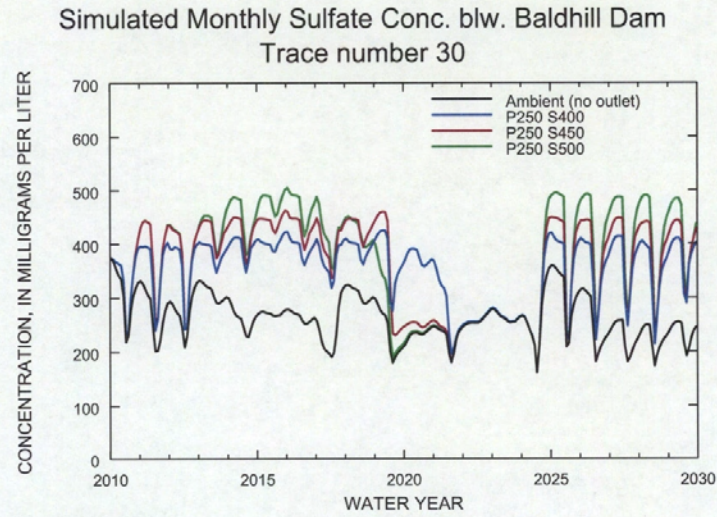 Simulated Monthly Sulfate Conc. blw. Baldhill Dam
Trace number 30
CONCENTRATION, IN MILLIGRAMS PER LITER
700
600
500
400
300
200
100
0
Ambient (no outlet)
P250 S400
P250 S450
P250 S500
2010
2015
2020
2025
2030
WATER YEAR